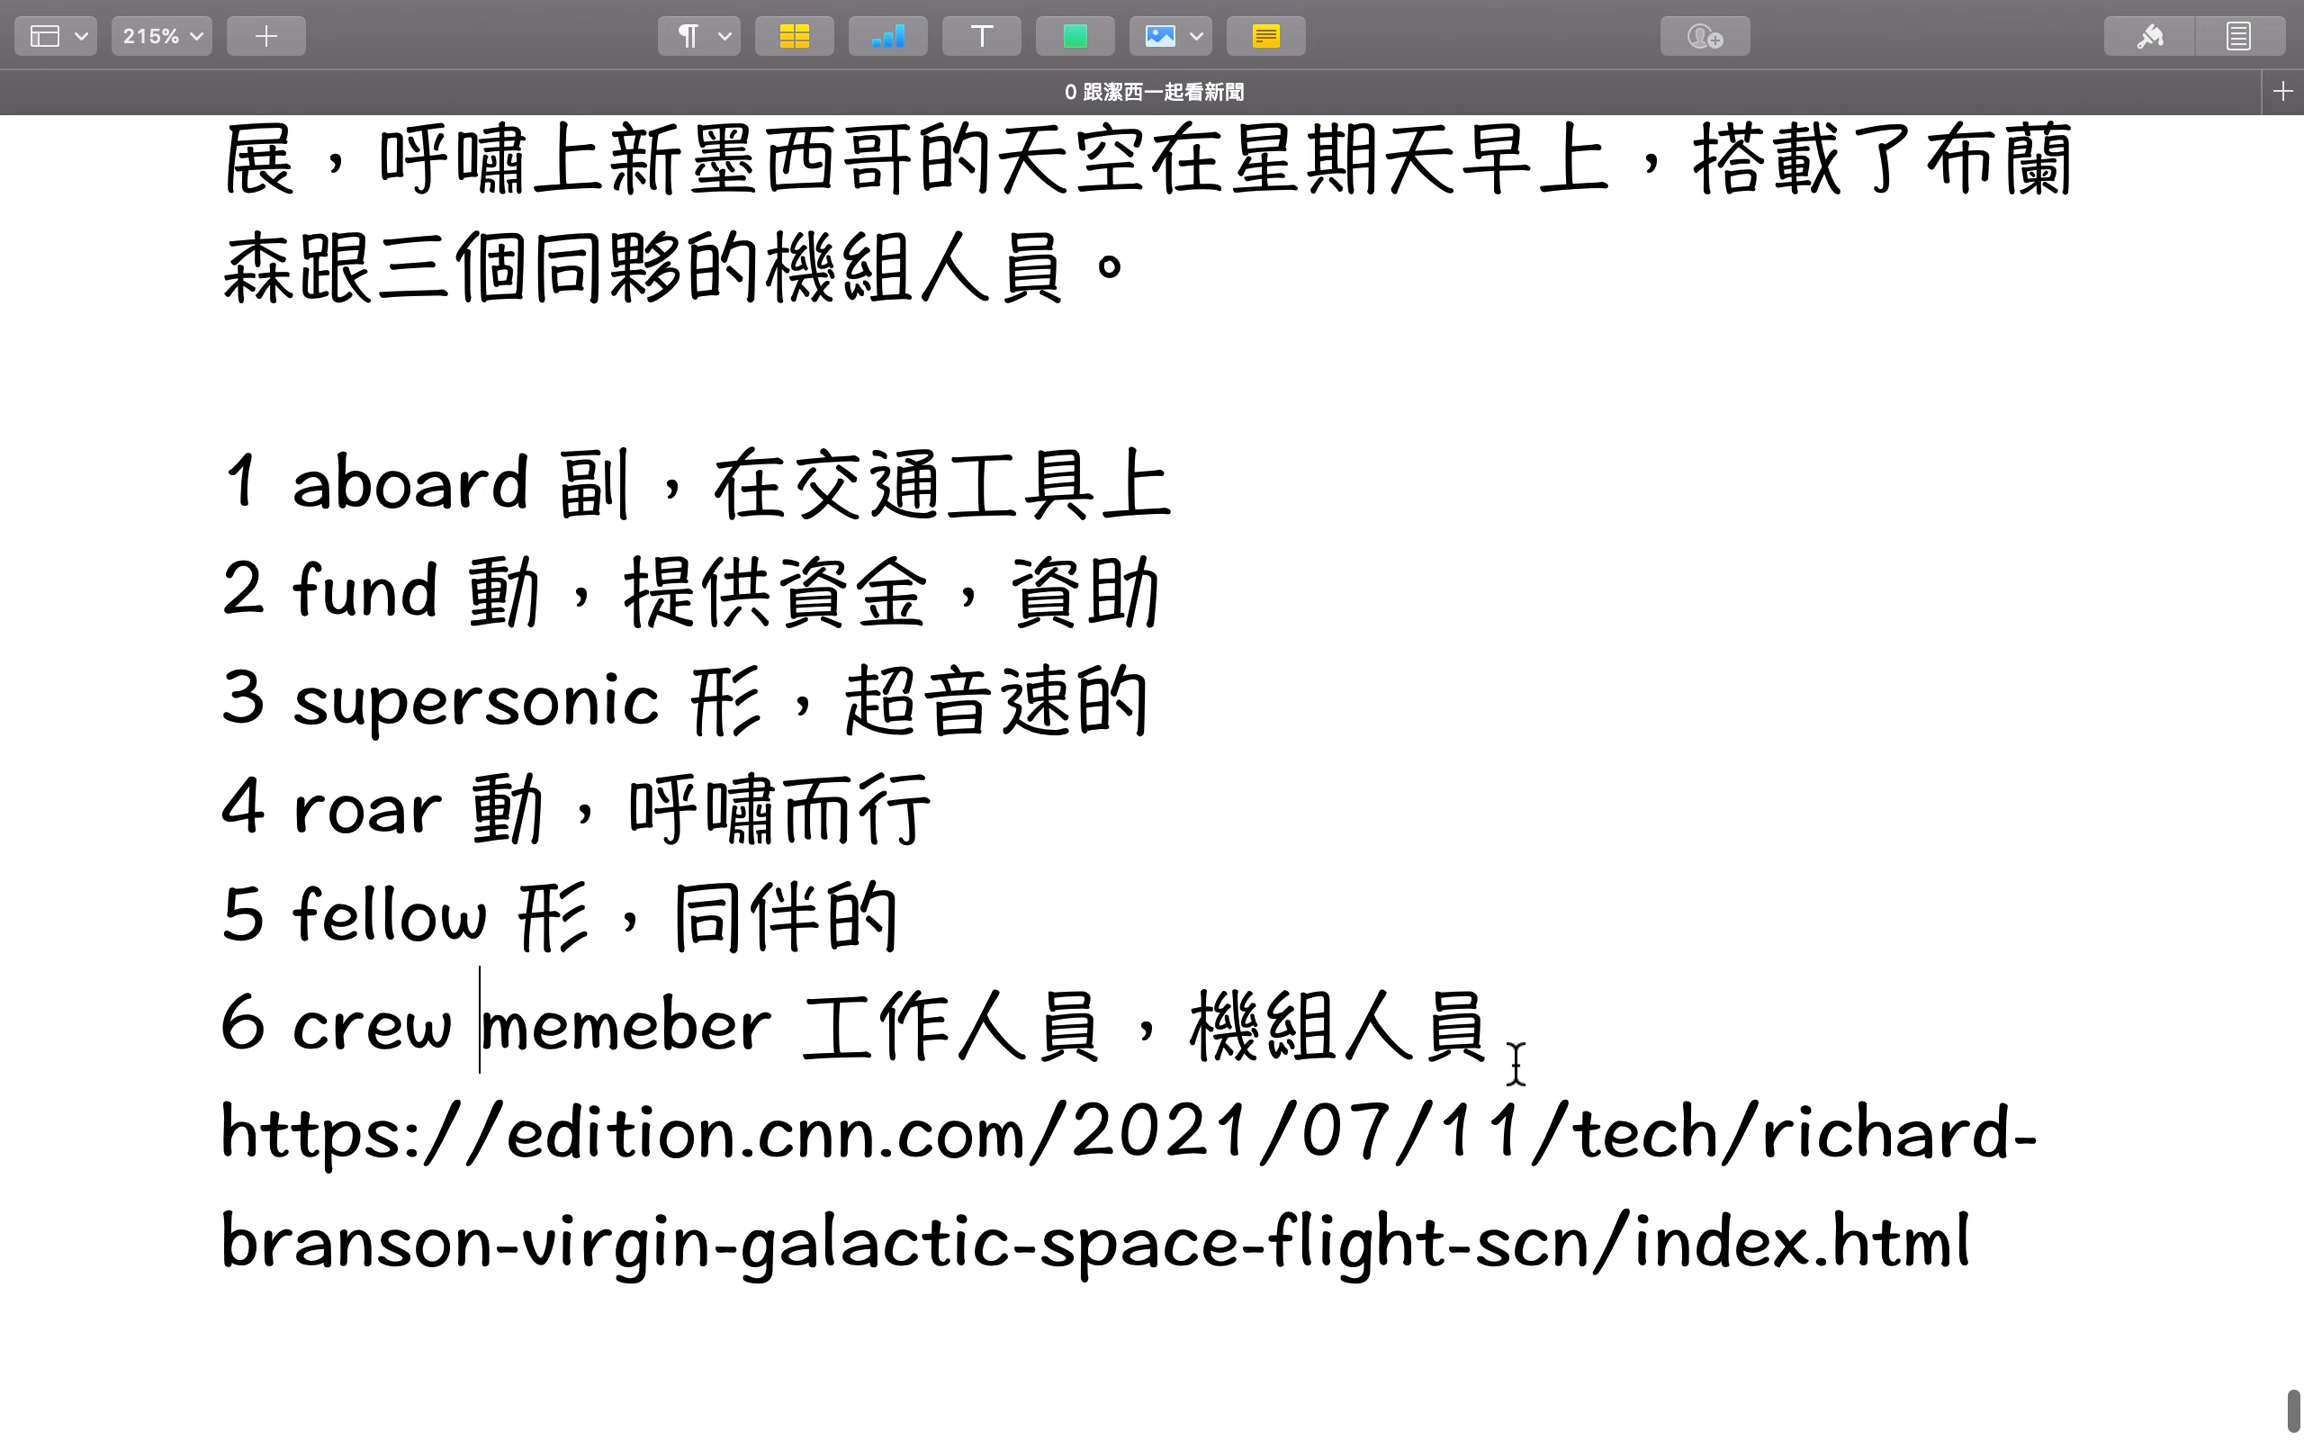 215%
0 跟潔西一起看新聞
展，呼嘯上新墨西哥的天空在星期天早上，搭載了布蘭
森跟三個同夥的機組人員。
1 aboard 副，在交通工具上
2 fund 動，提供資金，資助
3 supersonic 形，超音速的
4 roar 動，呼嘯而行
5 fellow 形，同伴的
6 crew memeber 工作人員，機組人員
https://edition.cnn.com/2021/07/11/tech/richard-
branson-virgin-galactic-space-flight-scn/index.html